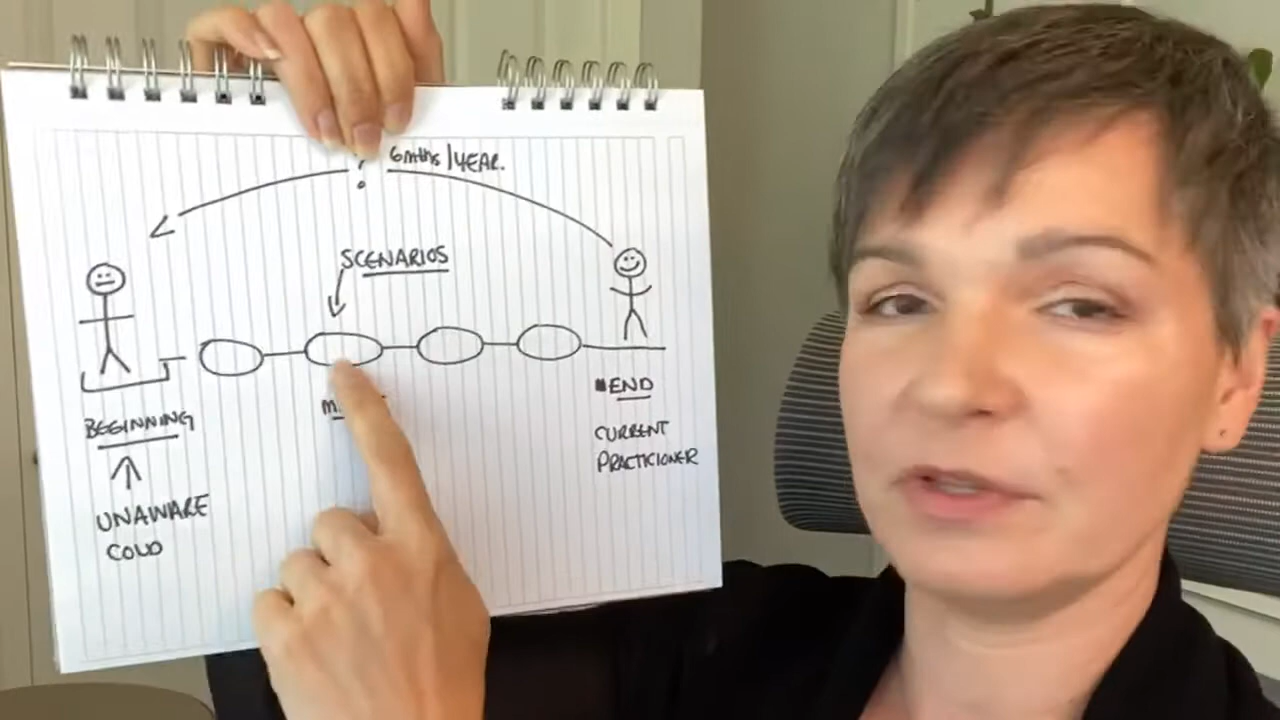 ? 6mths/YEAR.
SCENARIOS
BEGINNING
UNAWARE
COLD
END
CURRENT
PRACTICIONER